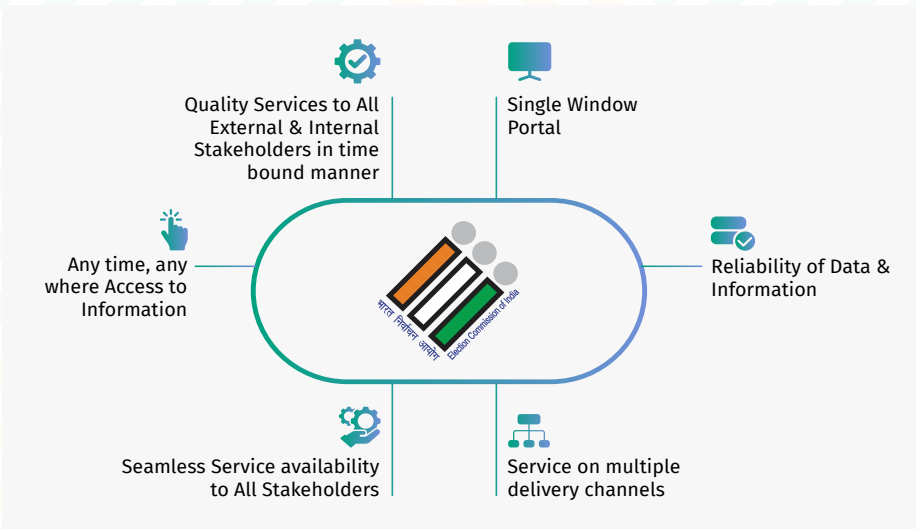 Quality Services to All
External & Internal
Stakeholders in time
bound manner
Single Window
Portal
Any time, any
where Access to
Information
भारत निर्वाचन आयोग
Election Commission of India
Reliability of Data &
Information
Seamless Service availability
to All Stakeholders
Service on multiple
delivery channels